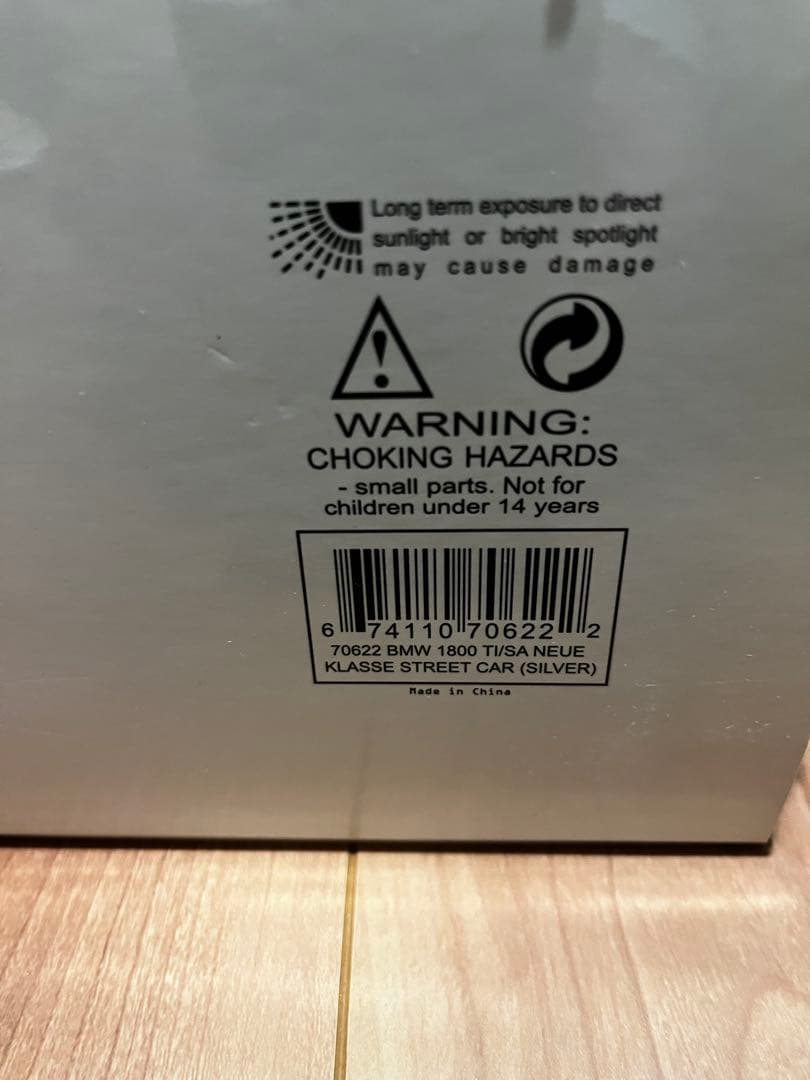 Long term exposure to direct
sunlight or bright spotlight
may cause damage
WARNING:
CHOKING HAZARDS
- small parts. Not for
children under 14 years
6 74110 70622 2
70622 BMW 1800 TI/SA NEUE
KLASSE STREET CAR (SILVER)
Made in China